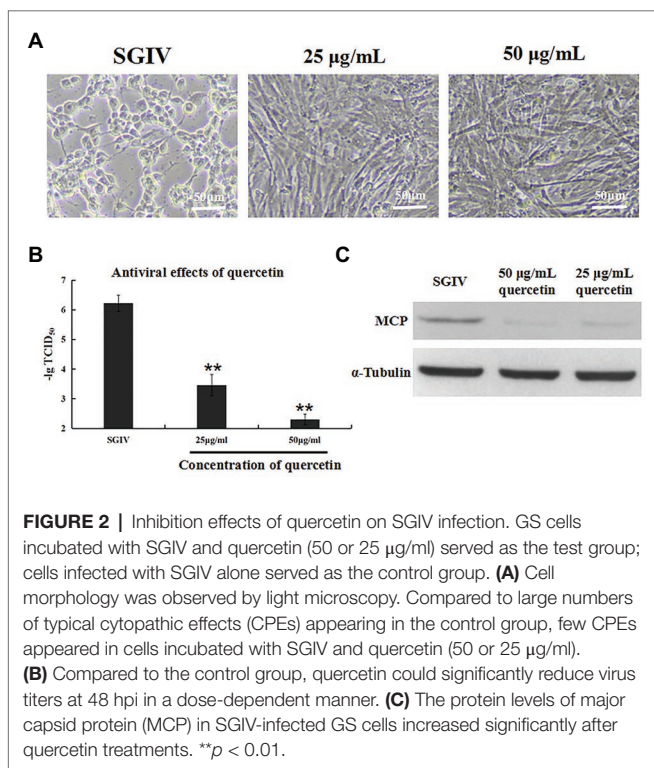 A
SGIV
25 µg/mL
50 µg/mL
50µm
50µm
50µm
B
Antiviral effects of quercetin
-lg TCID50
-7
6
5
4
3
2
**
**
SGIV
25µg/ml
50µg/ml
Concentration of quercetin
C
SGIV
50 µg/mL
quercetin
25 µg/mL
quercetin
MCP
α-Tubulin
FIGURE 2 | Inhibition effects of quercetin on SGIV infection. GS cells
incubated with SGIV and quercetin (50 or 25 µg/ml) served as the test group;
cells infected with SGIV alone served as the control group. (A) Cell
morphology was observed by light microscopy. Compared to large numbers
of typical cytopathic effects (CPEs) appearing in the control group, few CPEs
appeared in cells incubated with SGIV and quercetin (50 or 25 µg/ml).
(B) Compared to the control group, quercetin could significantly reduce virus
titers at 48 hpi in a dose-dependent manner. (C) The protein levels of major
capsid protein (MCP) in SGIV-infected GS cells increased significantly after
quercetin treatments. **p < 0.01.